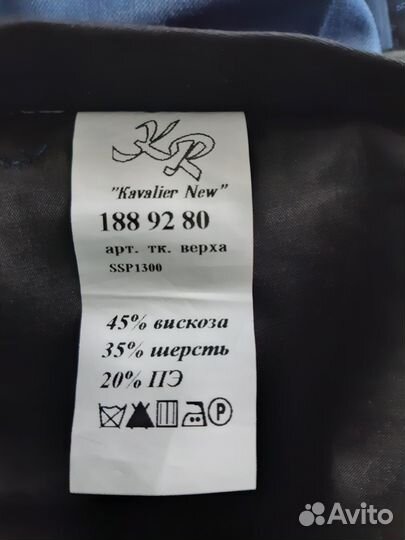 KR
"Kavalier New"
188 92 80
арт. тк. верха
SSP1300
45% вискоза
35% шерсть
20% ПЭ
P
Avito